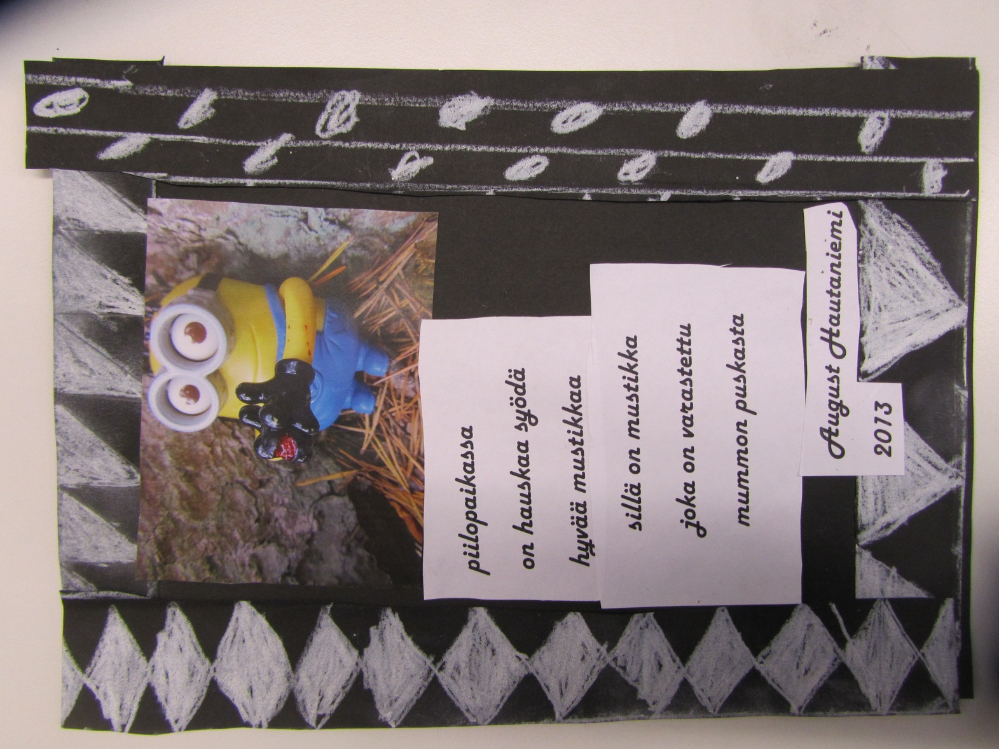 piilopaikassa
on hauskaa syödä
hyvää mustikkaa
sillä on mustikka
joka on varastettu
mummon puskasta
August Hautaniemi
2013